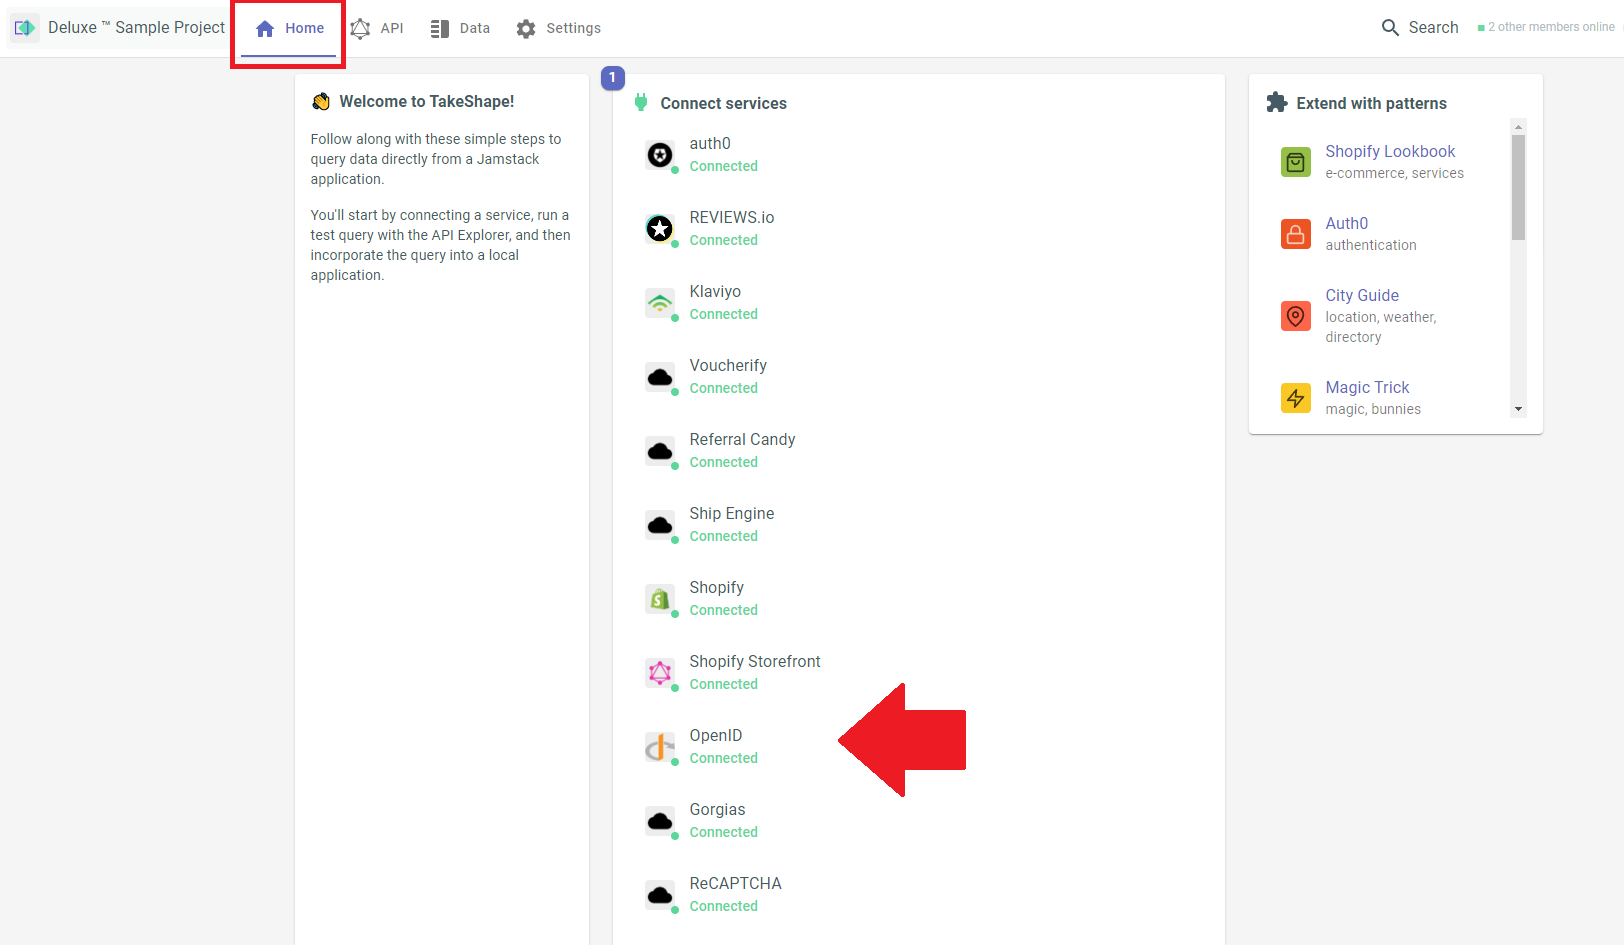 Deluxe ™ Sample Project
Home
API
Data
Settings
Search
2 other members online
Welcome to TakeShape!
Follow along with these simple steps to
query data directly from a Jamstack
application.
You'll start by connecting a service, run a
test query with the API Explorer, and then
incorporate the query into a local
application.
1
Connect services
auth0
Connected
REVIEWS.io
Connected
Klaviyo
Connected
Voucherify
Connected
Referral Candy
Connected
Ship Engine
Connected
Shopify
Connected
Shopify Storefront
Connected
OpenID
Connected
Gorgias
Connected
ReCAPTCHA
Connected
Extend with patterns
Shopify Lookbook
e-commerce, services
Auth0
authentication
City Guide
location, weather,
directory
Magic Trick
magic, bunnies